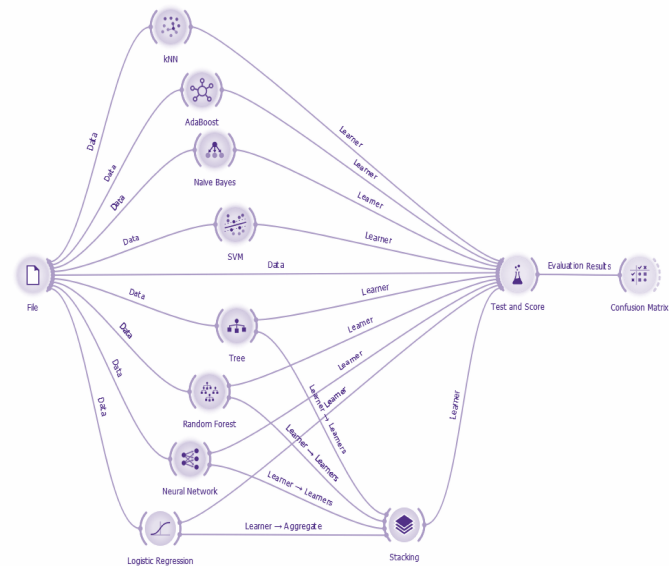 kNN
Learner
Data
AdaBoost
Learner
Data
Naive Bayes
Learner
Data
SVM
Learner
Data
Data
File
Test and Score
Evaluation Results
Confusion Matrix
Data
Tree
Learner
Data
Random Forest
Learner
Learner → Learners
Data
Neural Network
Learner
Learner → Learners
Learner → Learners
Data
Logistic Regression
Learner
Learner → Aggregate
Stacking
Learner